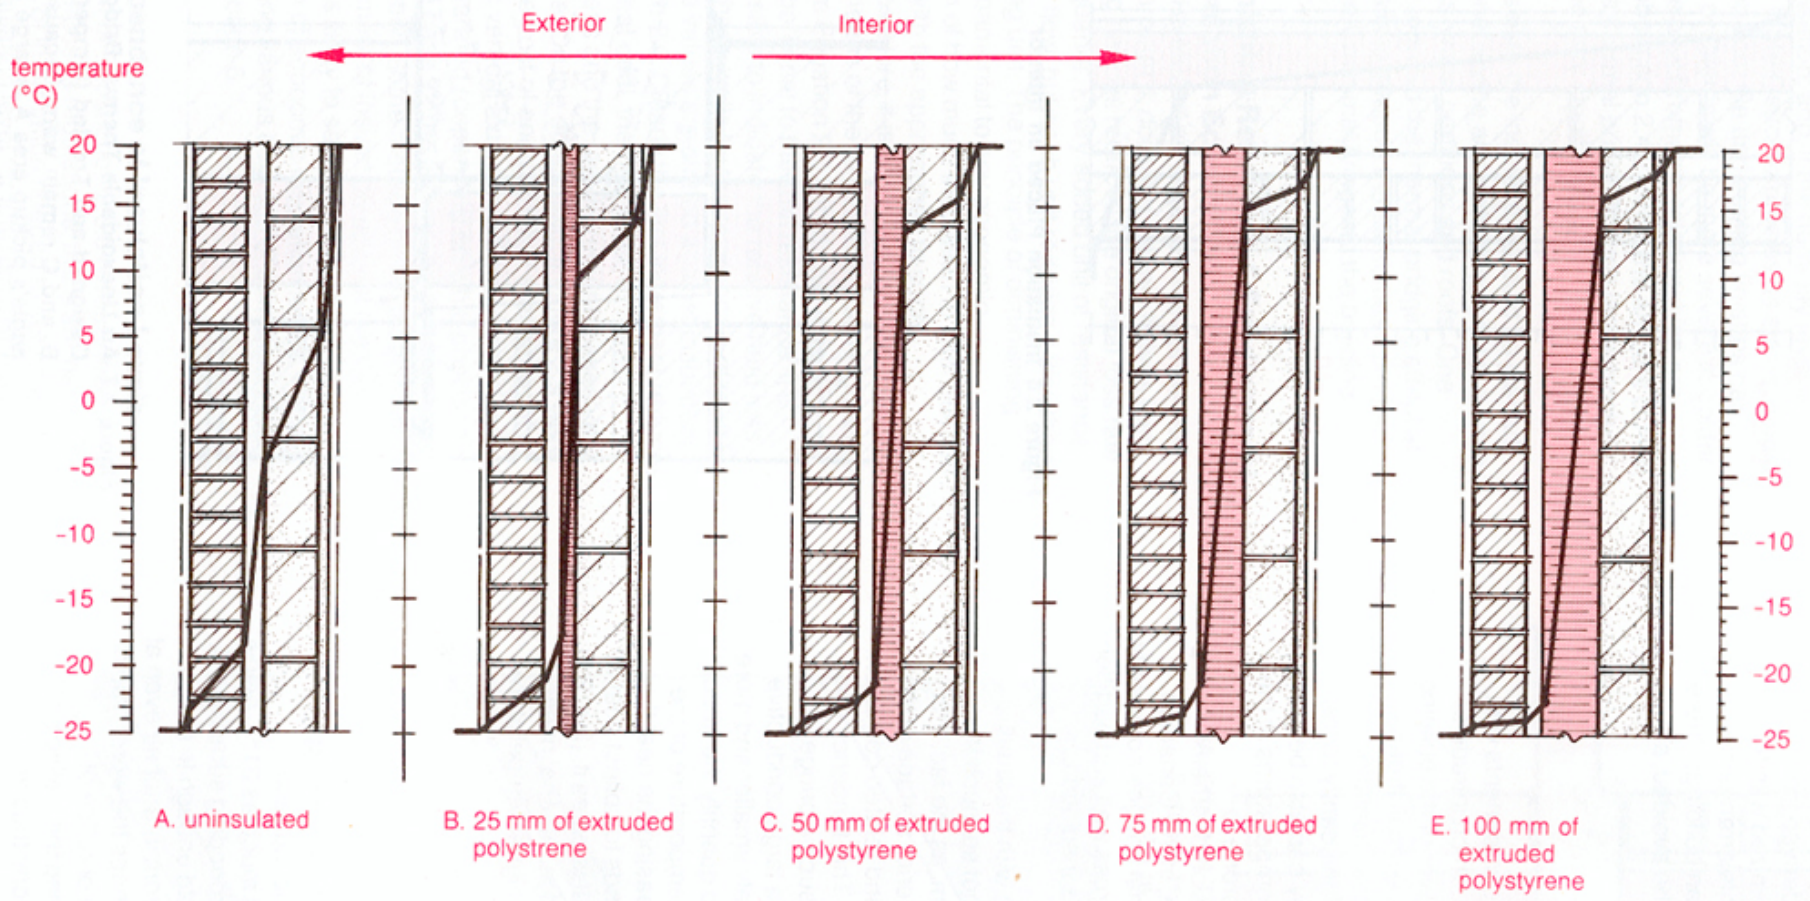 Exterior
Interior
temperature
(°C)
20
15
10
5
0
-5
-10
-15
-20
-25
20
15
10
5
0
-5
-10
-15
-20
-25
A. uninsulated
B. 25 mm of extruded
polystrene
C. 50 mm of extruded
polystyrene
D. 75 mm of extruded
polystyrene
E. 100 mm of
extruded
polystyrene